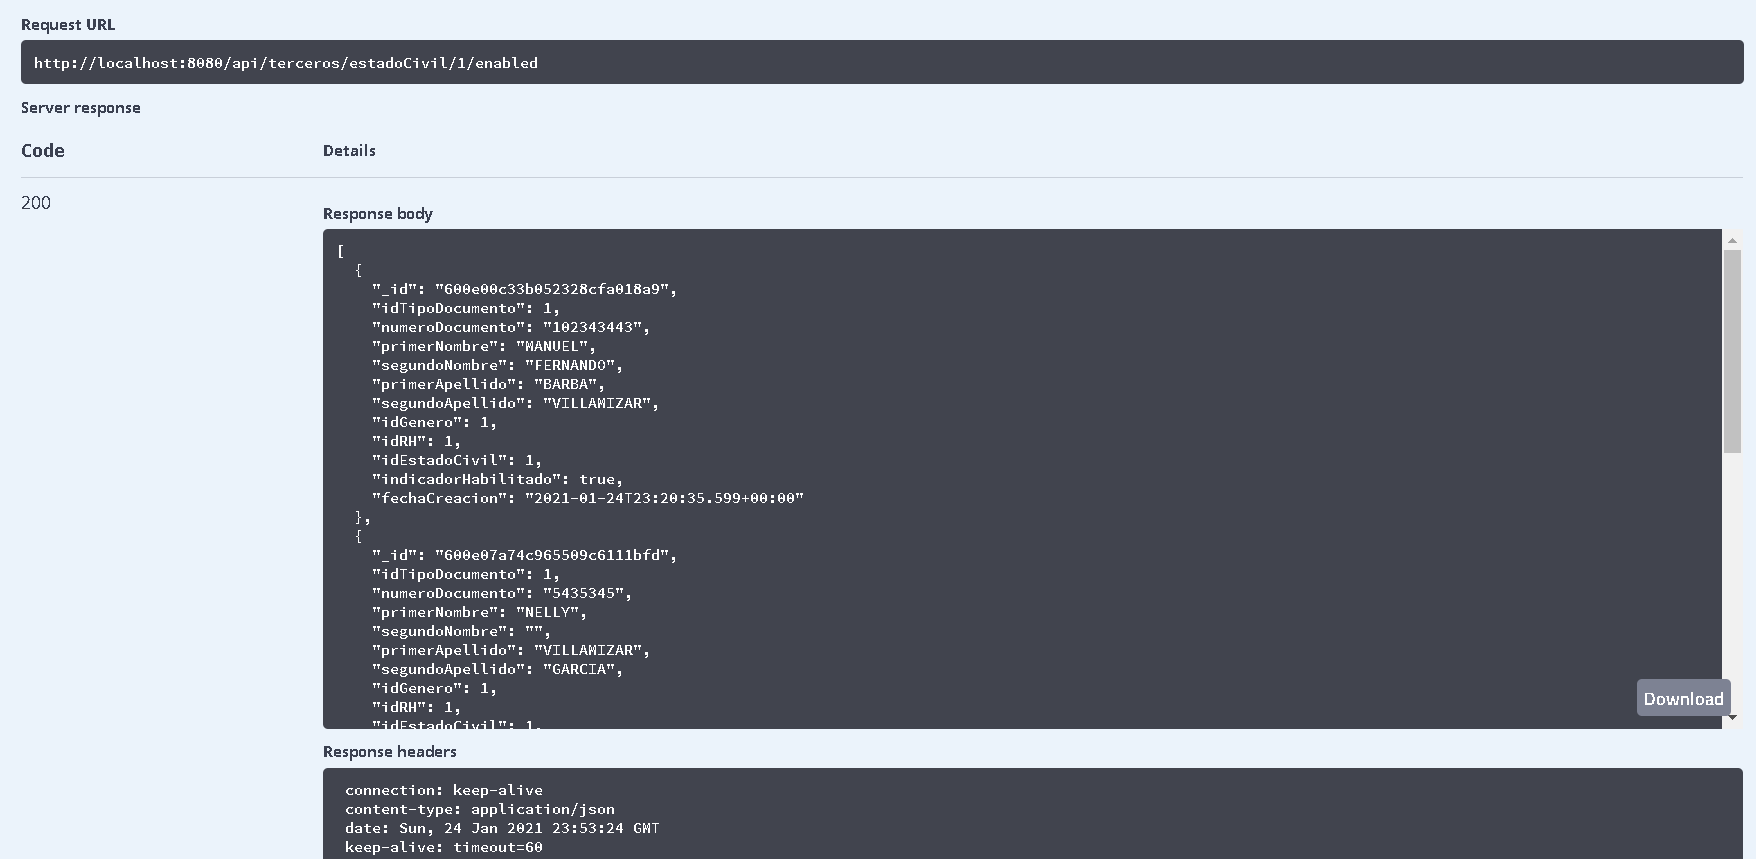 Request URL
http://localhost:8080/api/terceros/estadoCivil/1/enabled
Server response
Code Details
200
Response body
[
{
"_id": "600e00c33b052328cfa018a9",
"idTipoDocumento": 1,
"numeroDocumento": "102343443",
"primerNombre": "MANUEL",
"segundoNombre": "FERNANDO",
"primerApellido": "BARBA",
"segundoApellido": "VILLAMIZAR",
"idGenero": 1,
"idRH": 1,
"idEstadoCivil": 1,
"indicadorHabilitado": true,
"fechaCreacion": "2021-01-24T23:20:35.599+00:00"
},
{
"_id": "600e07a74c965509c6111bfd",
"idTipoDocumento": 1,
"numeroDocumento": "5435345",
"primerNombre": "NELLY",
"segundoNombre": "",
"primerApellido": "VILLAMIZAR",
"segundoApellido": "GARCIA",
"idGenero": 1,
"idRH": 1,
"idEstadoCivil": 1,
Download
Response headers
connection: keep-alive
content-type: application/json
date: Sun, 24 Jan 2021 23:53:24 GMT
keep-alive: timeout=60